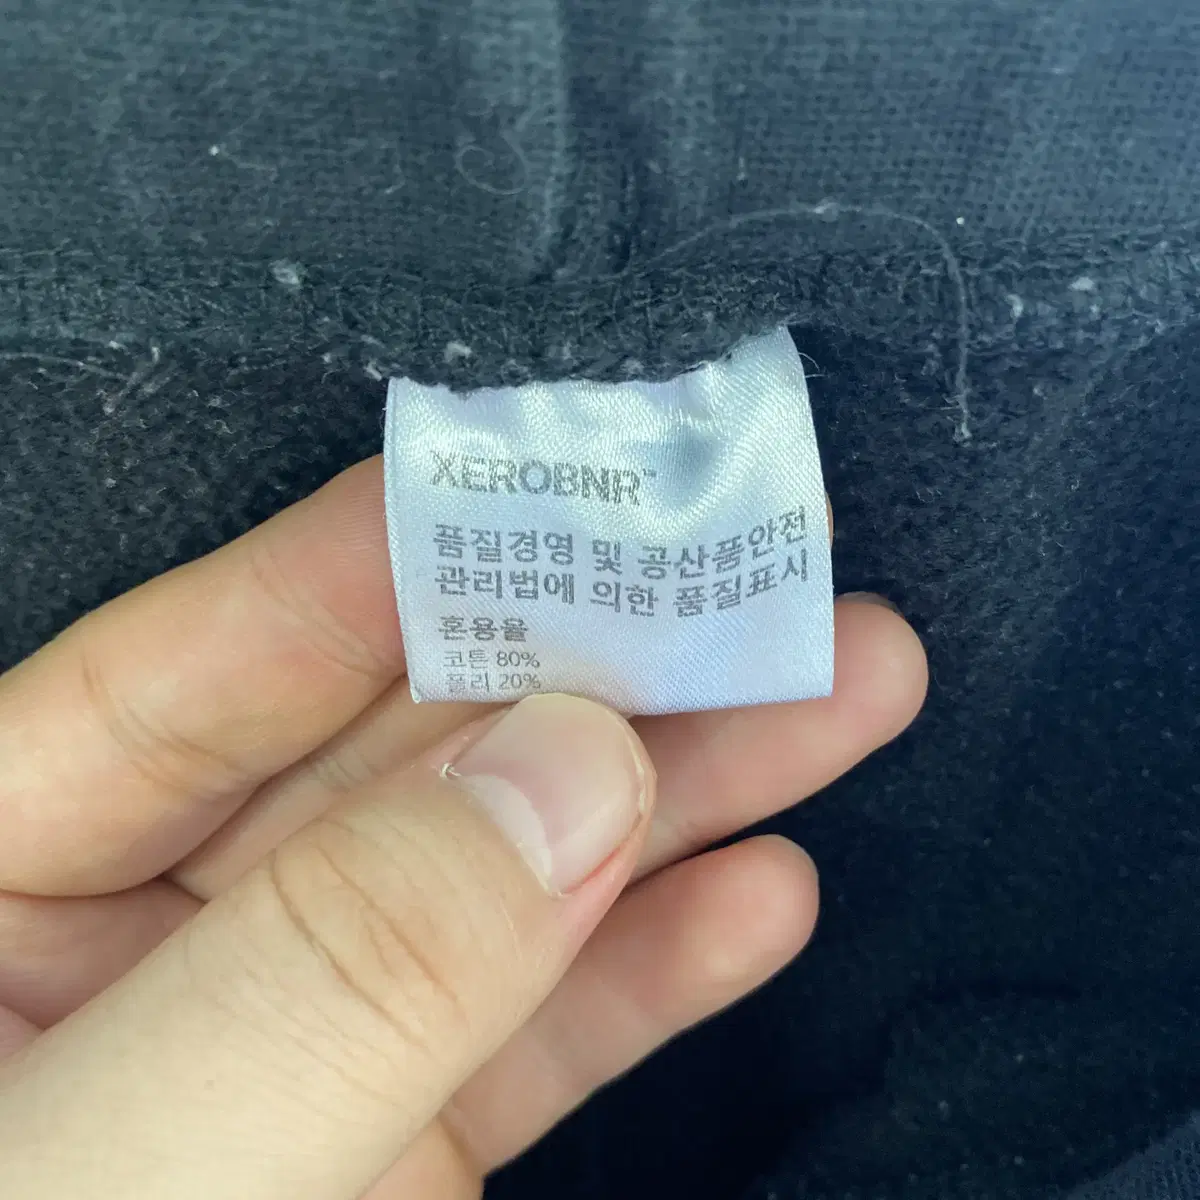 XEROBNR™
품질경영 및 공산품안전
관리법에 의한 품질표시
혼용율
코튼 80%
폴리 20%